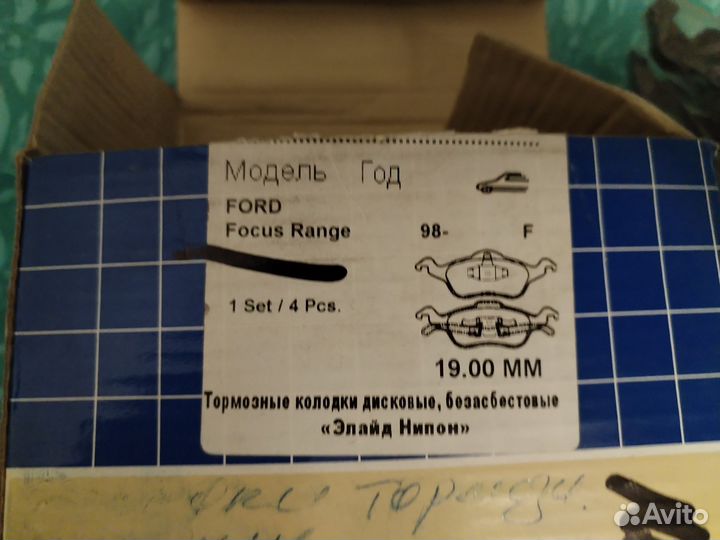 Модель Год
FORD
Focus Range 98- F
1 Set / 4 Pcs.
19.00 MM
Тормозные колодки дисковые, безасбестовые
«Элайд Нипон»
Avito